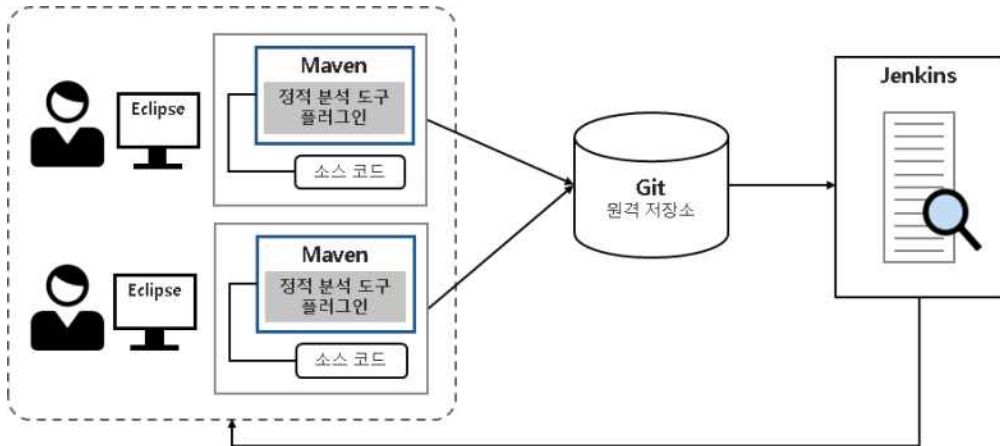 Eclipse
Maven
정적 분석 도구
플러그인
소스 코드
Eclipse
Maven
정적 분석 도구
플러그인
소스 코드
Git
원격 저장소
Jenkins